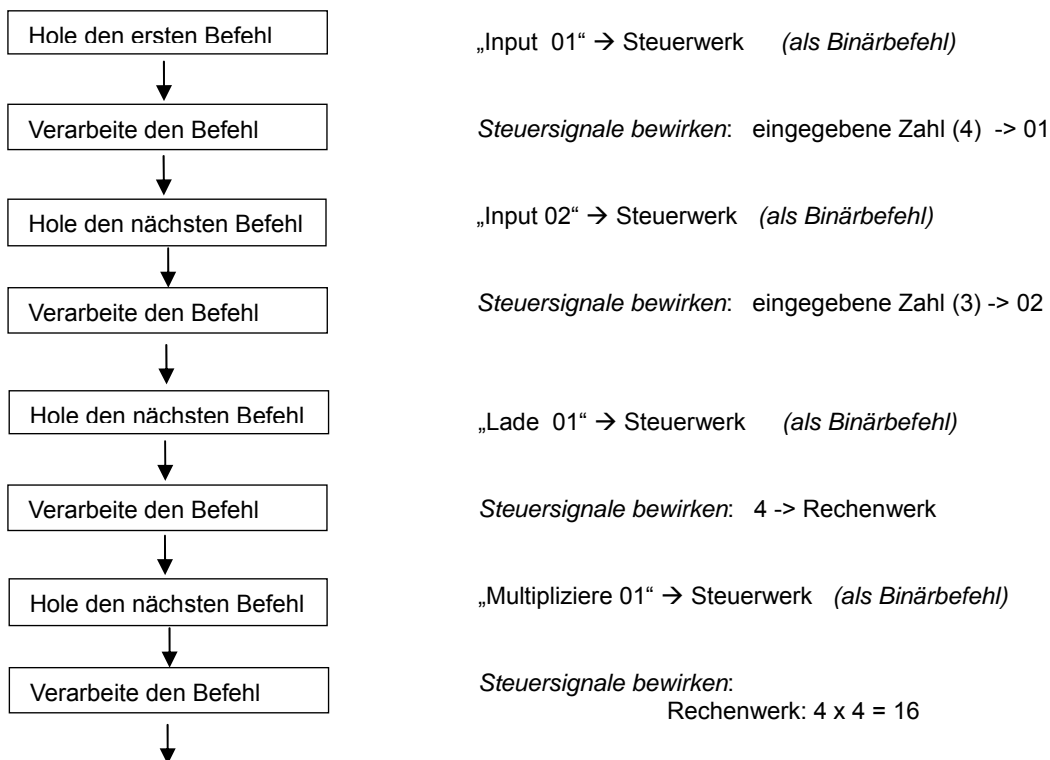 Hole den ersten Befehl
„Input 01“ → Steuerwerk (als Binärbefehl)
Verarbeite den Befehl
Steuersignale bewirken: eingegebene Zahl (4) -> 01
Hole den nächsten Befehl
„Input 02“ → Steuerwerk (als Binärbefehl)
Verarbeite den Befehl
Steuersignale bewirken: eingegebene Zahl (3) -> 02
Hole den nächsten Befehl
„Lade 01“ → Steuerwerk (als Binärbefehl)
Verarbeite den Befehl
Steuersignale bewirken: 4 -> Rechenwerk
Hole den nächsten Befehl
„Multipliziere 01“ → Steuerwerk (als Binärbefehl)
Verarbeite den Befehl
Steuersignale bewirken:
Rechenwerk: 4 x 4 = 16